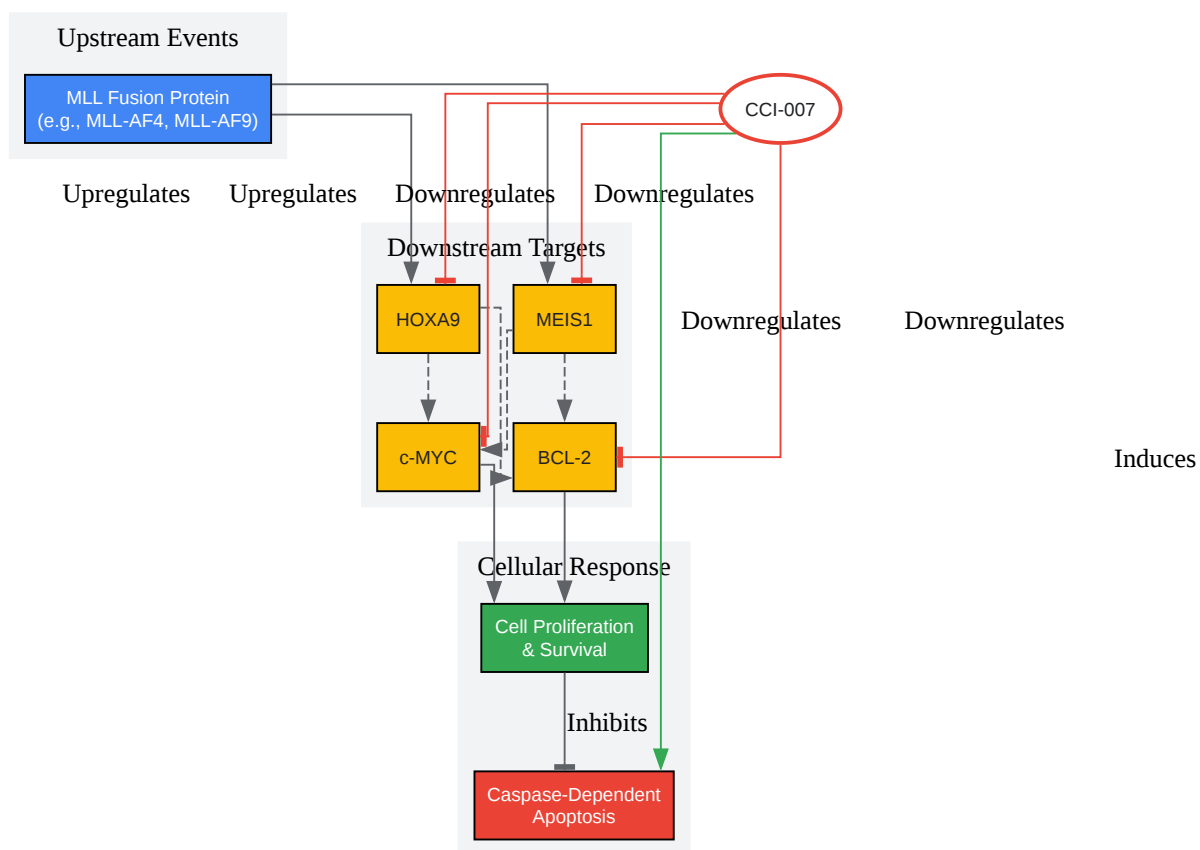 Upstream Events
MLL Fusion Protein
(e.g., MLL-AF4, MLL-AF9)
CCI-007
Upregulates
Upregulates
Downregulates
Downregulates
Downstream Targets
HOXA9
MEIS1
Downregulates
Downregulates
c-MYC
BCL-2
Induces
Cellular Response
Cell Proliferation
& Survival
Inhibits
Caspase-Dependent
Apoptosis